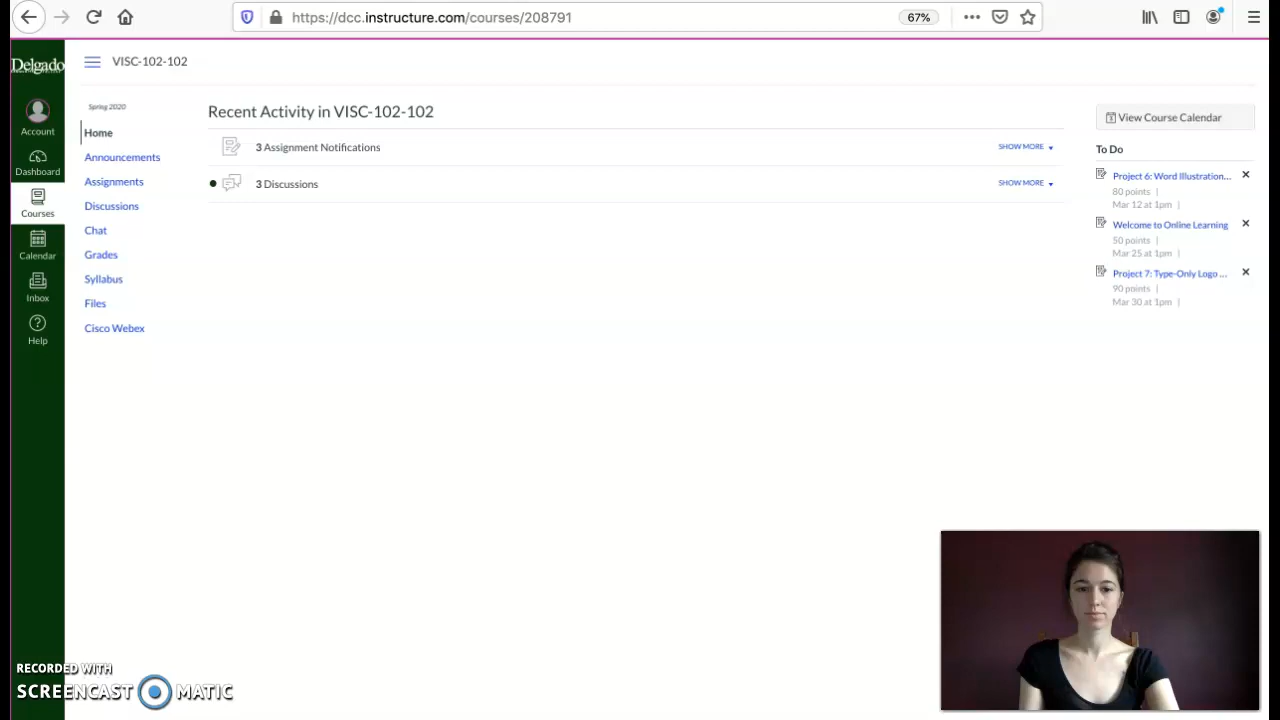 https://dcc.instructure.com/courses/208791
67%
Delgado
VISC-102-102
Account
Dashboard
Courses
Calendar
Inbox
Help
Spring 2020
Home
Announcements
Assignments
Discussions
Chat
Grades
Syllabus
Files
Cisco Webex
Recent Activity in VISC-102-102
3 Assignment Notifications
SHOW MORE
3 Discussions
SHOW MORE
View Course Calendar
To Do
Project 6: Word Illustration...
80 points |
Mar 12 at 1pm |
Welcome to Online Learning
50 points |
Mar 25 at 1pm |
Project 7: Type-Only Logo ...
90 points |
Mar 30 at 1pm |
RECORDED WITH
SCREENCAST MATIC